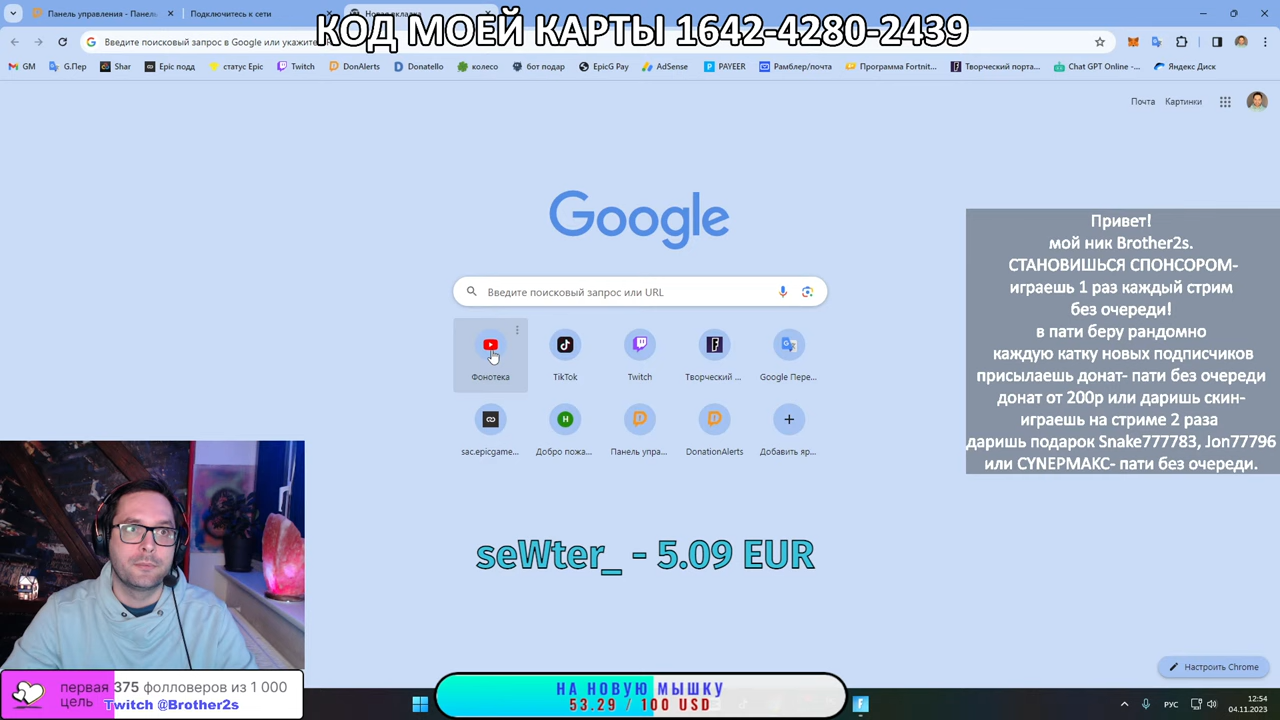 Панель управления - Панель
Подключитесь к сети
Новая вкладка
КОД МОЕЙ КАРТЫ 1642-4280-2439
Введите поисковый запрос в Google или укажите
GM
G.Пер
Shar
Epic подд
статус Epic
Twitch
DonAlerts
Donatello
колесо
бот подар
EpicG Pay
AdSense
PAYEER
Рамблер/почта
Программа Fortnit...
Творческий порта...
Chat GPT Online -...
Яндекс Диск
Почта
Картинки
Google
Введите поисковый запрос или URL
Фонотека
TikTok
Twitch
Творческий ...
Google Пере...
sac.epicgame...
Добро пожа...
Панель упра...
DonationAlerts
Добавить яр...
Привет!
мой ник Brother2s.
СТАНОВИШЬСЯ СПОНСОРОМ-
играешь 1 раз каждый стрим
без очереди!
в пати беру рандомно
каждую катку новых подписчиков
присылаешь донат- пати без очереди
донат от 200р или даришь скин-
играешь на стриме 2 раза
даришь подарок Snake777783, Jon77796
или CYNEPMAKC- пати без очереди.
seWter_ - 5.09 EUR
Настроить Chrome
первая 375 фолловеров из 1 000
цель
Twitch @Brother2s
НА НОВУЮ МЫШКУ
53.29 / 100 USD
РУС
12:54
04.11.2023